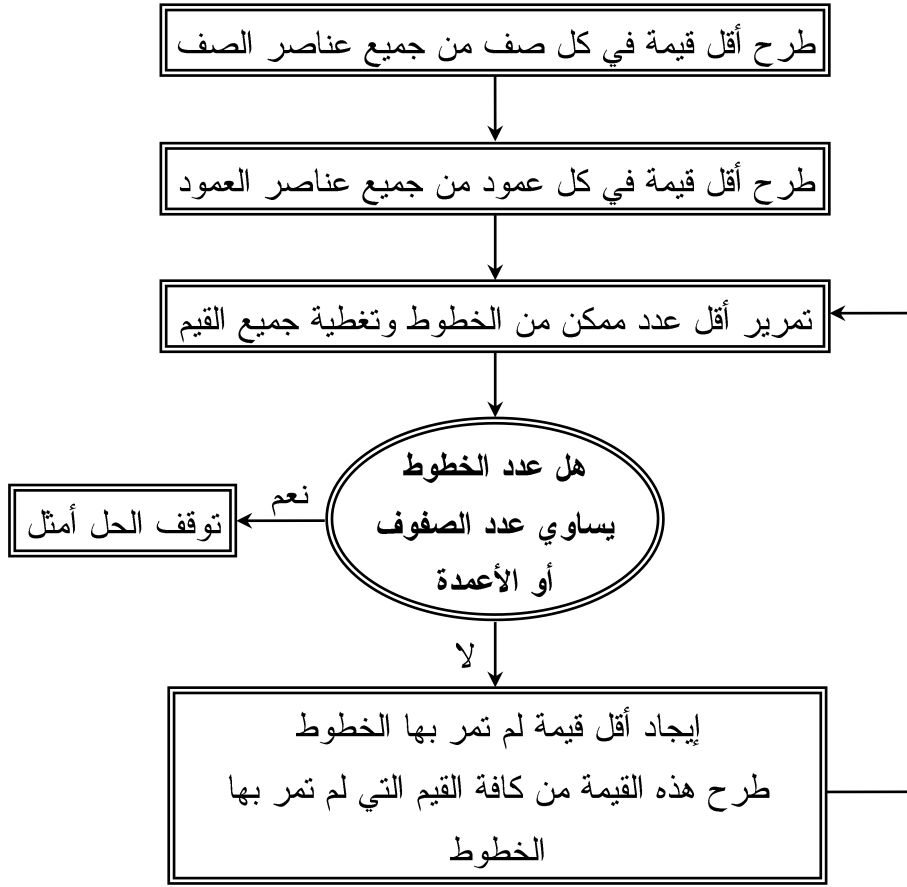 طرح أقل قيمة في كل صف من جميع عناصر الصف
طرح أقل قيمة في كل عمود من جميع عناصر العمود
تمرير أقل عدد ممكن من الخطوط وتغطية جميع القيم
هل عدد الخطوط
يساوي عدد الصفوف
أو الأعمدة
نعم
توقف الحل أمثل
لا
إيجاد أقل قيمة لم تمر بها الخطوط
طرح هذه القيمة من كافة القيم التي لم تمر بها
الخطوط